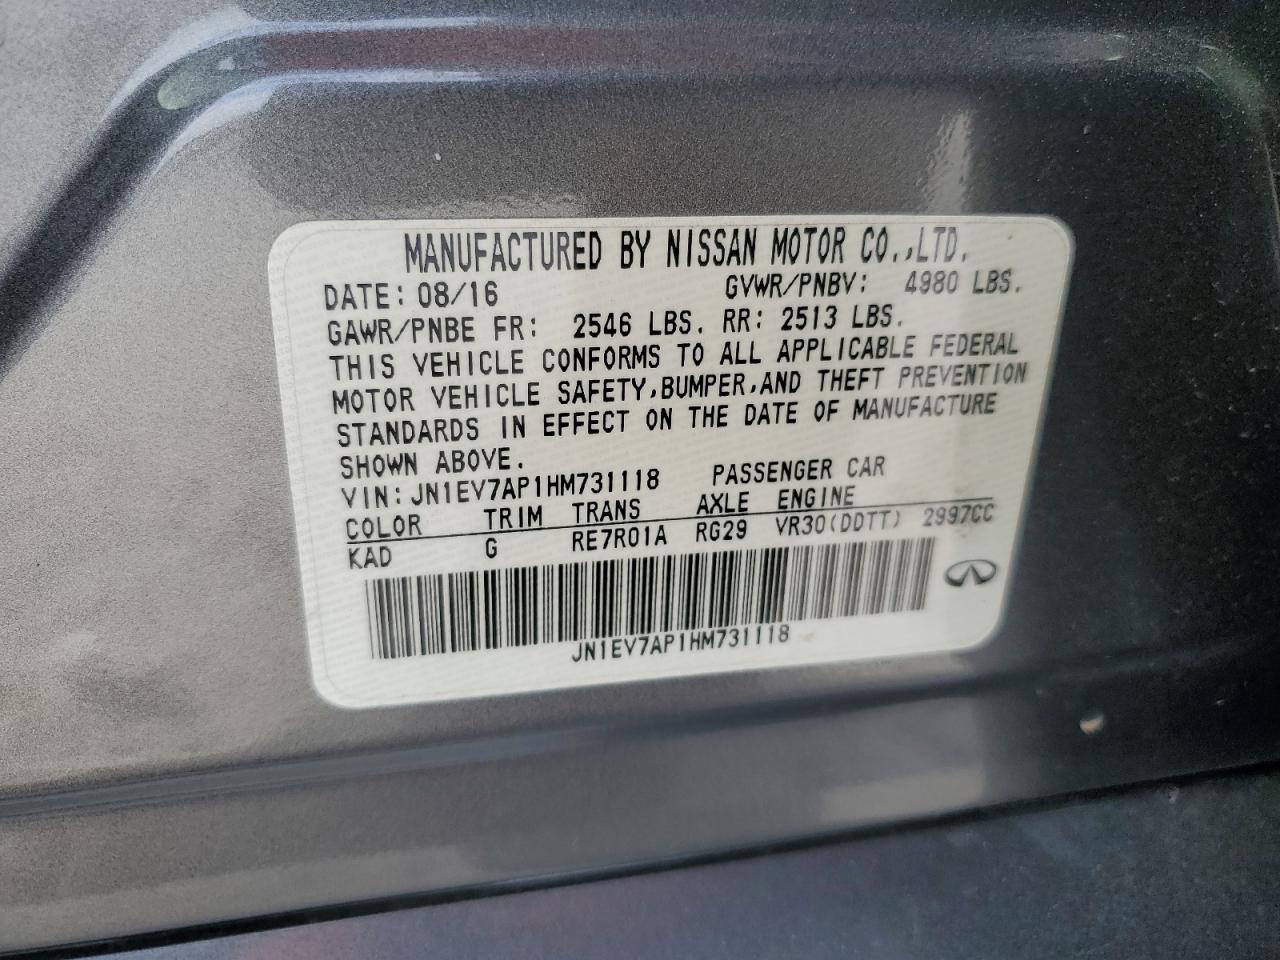 MANUFACTURED BY NISSAN MOTOR CO.,LTD.
DATE: 08/16 GVWR/PNBV: 4980 LBS.
GAWR/PNBE FR: 2546 LBS. RR: 2513 LBS.
THIS VEHICLE CONFORMS TO ALL APPLICABLE FEDERAL
MOTOR VEHICLE SAFETY,BUMPER,AND THEFT PREVENTION
STANDARDS IN EFFECT ON THE DATE OF MANUFACTURE
SHOWN ABOVE.
VIN: JN1EV7AP1HM731118 PASSENGER CAR
COLOR TRIM TRANS AXLE ENGINE
KAD G RE7R01A RG29 VR30(DDTT) 2997CC
JN1EV7AP1HM731118